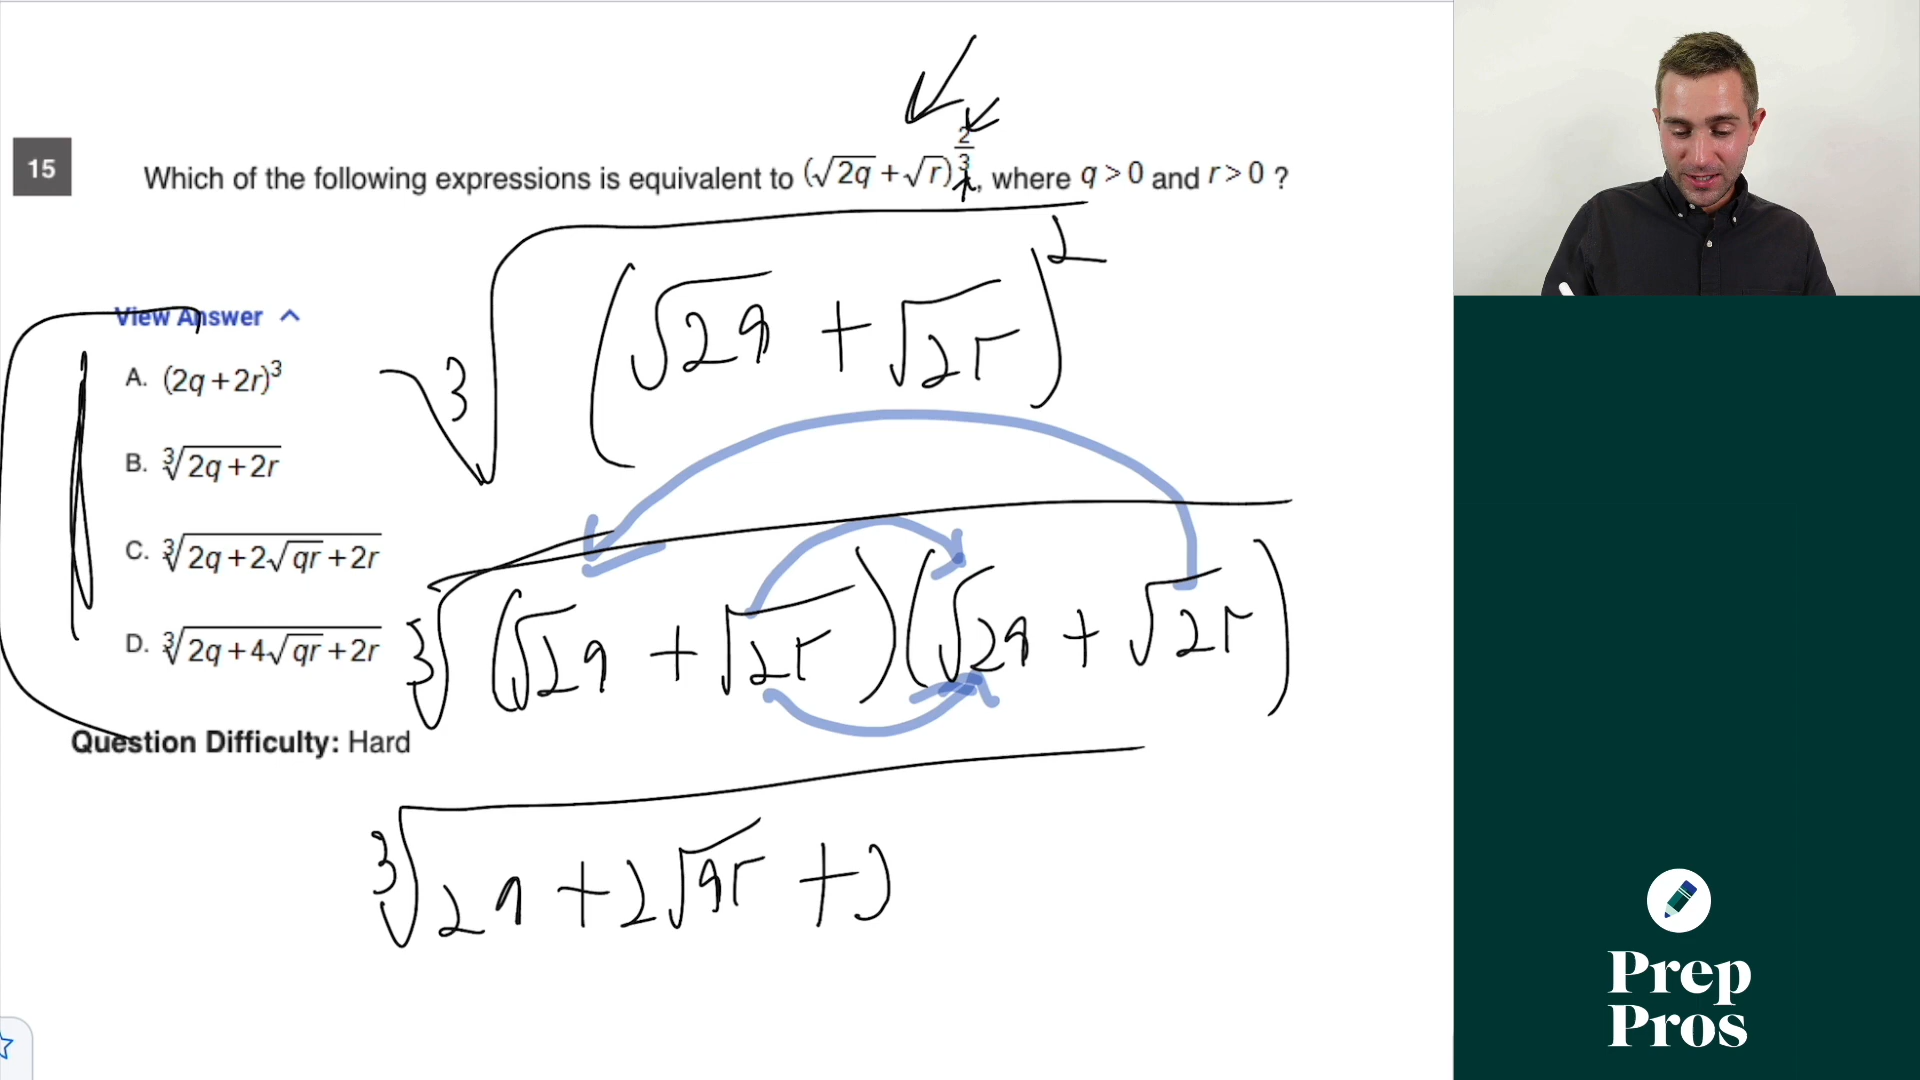 15 Which of the following expressions is equivalent to (√2q + √r)^2/3, where q > 0 and r > 0 ?
∛(√2q + √2r)^2
View Answer
A. (2q + 2r)^3
B. ∛2q + 2r
C. ∛2q + 2√qr + 2r
D. ∛2q + 4√qr + 2r
∛(√2q + √2r)(√2q + √2r)
Question Difficulty: Hard
∛2q + 2√qr +
Prep
Pros